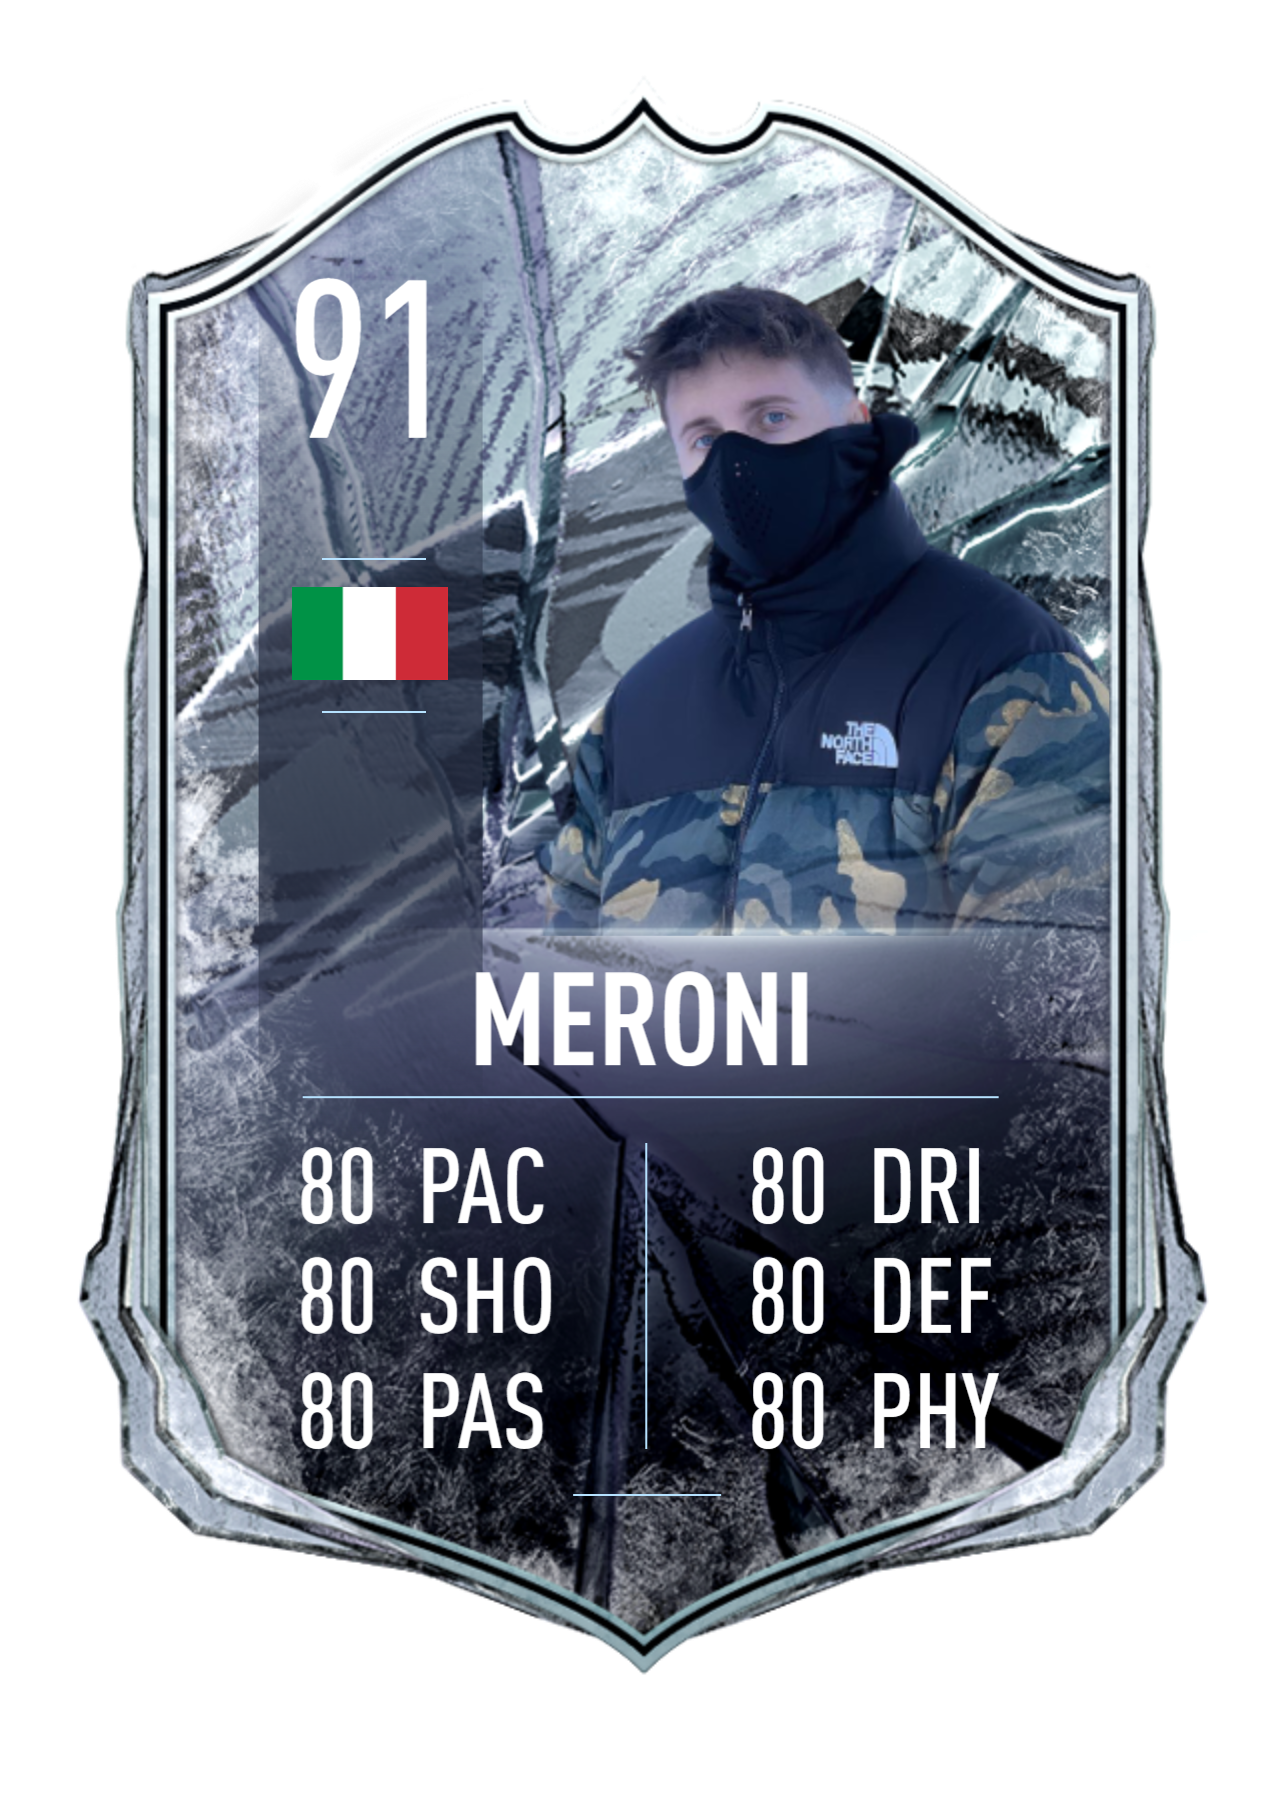 91
THE
NORTH
FACE
MERONI
80 PAC 80 DRI
80 SHO 80 DEF
80 PAS 80 PHY